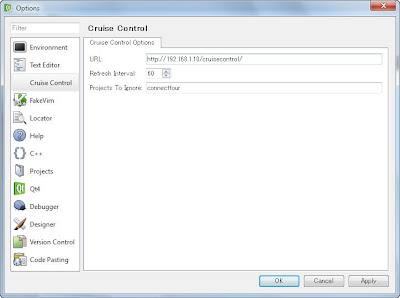 Options
Filter
Environment
Text Editor
Cruise Control
FakeVim
Locator
Help
C++
Projects
Qt4
Debugger
Designer
Version Control
Code Pasting
Cruise Control
Cruise Control Options
URL: http://192.168.1.10/cruisecontrol/
Refresh Interval: 60
Projects To Ignore: connectfour
OK Cancel Apply